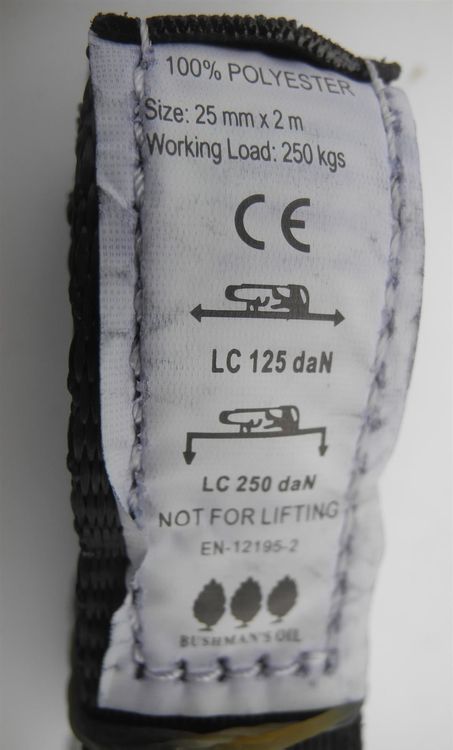 100% POLYESTER
Size: 25 mm x 2 m
Working Load: 250 kgs
CE
LC 125 daN
LC 250 daN
NOT FOR LIFTING
EN-12195-2
BUSHMAN'S OIL